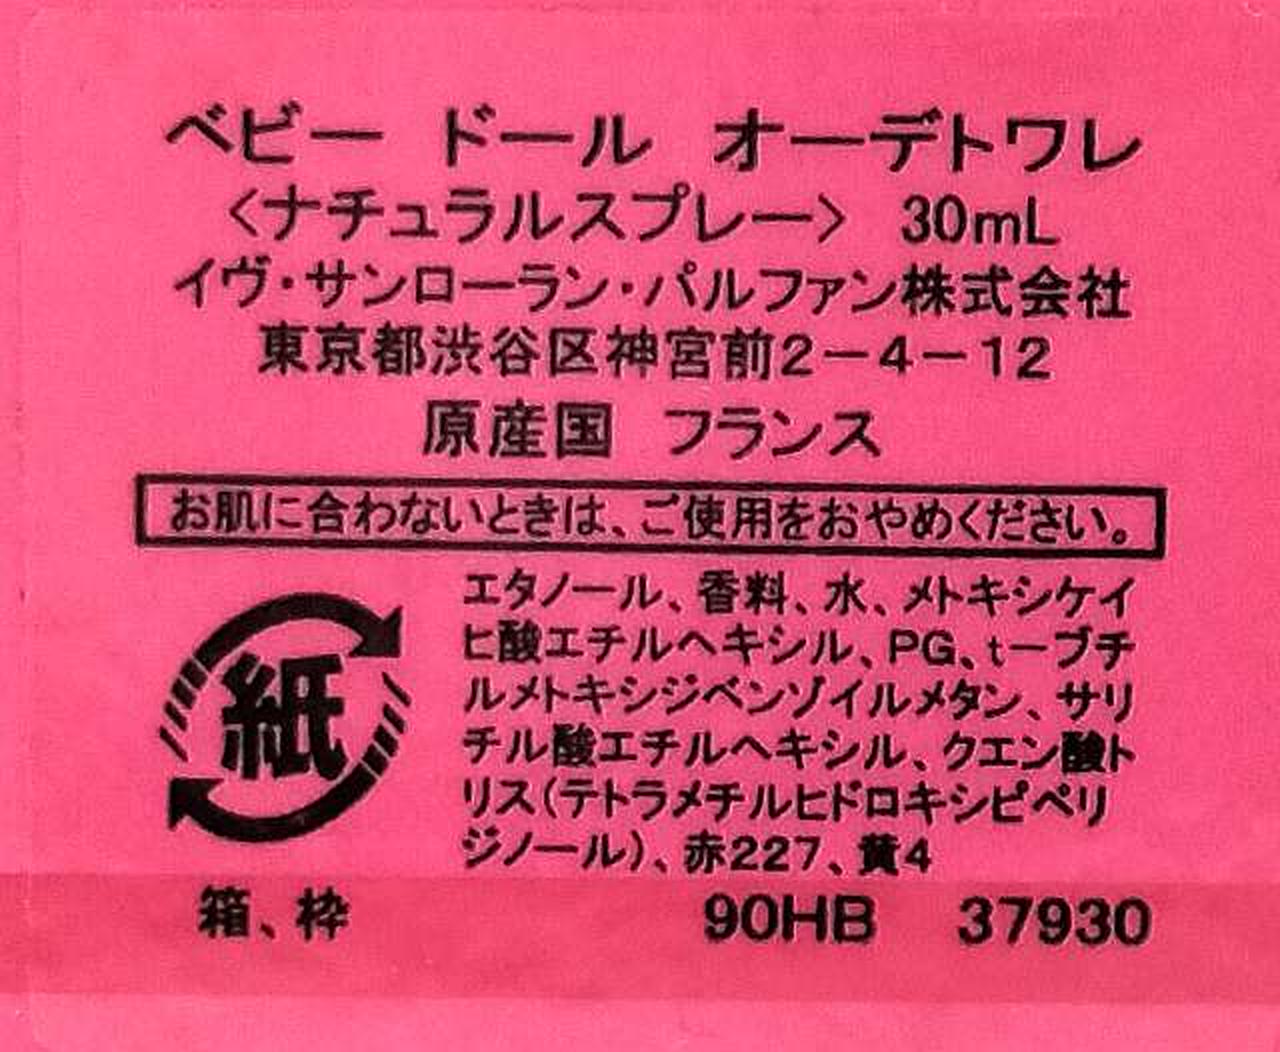 ベビー ドール オーデトワレ
〈ナチュラルスプレー〉 30mL
イヴ・サンローラン・パルファン株式会社
東京都渋谷区神宮前2－4－12
原産国 フランス
お肌に合わないときは、ご使用をおやめください。
エタノール、香料、水、メトキシケイ
ヒ酸エチルヘキシル、PG、t－ブチ
ルメトキシジベンゾイルメタン、サリ
チル酸エチルヘキシル、クエン酸ト
リス(テトラメチルヒドロキシピペリ
ジノール)、赤227、黄4
紙
箱、枠
90HB 37930